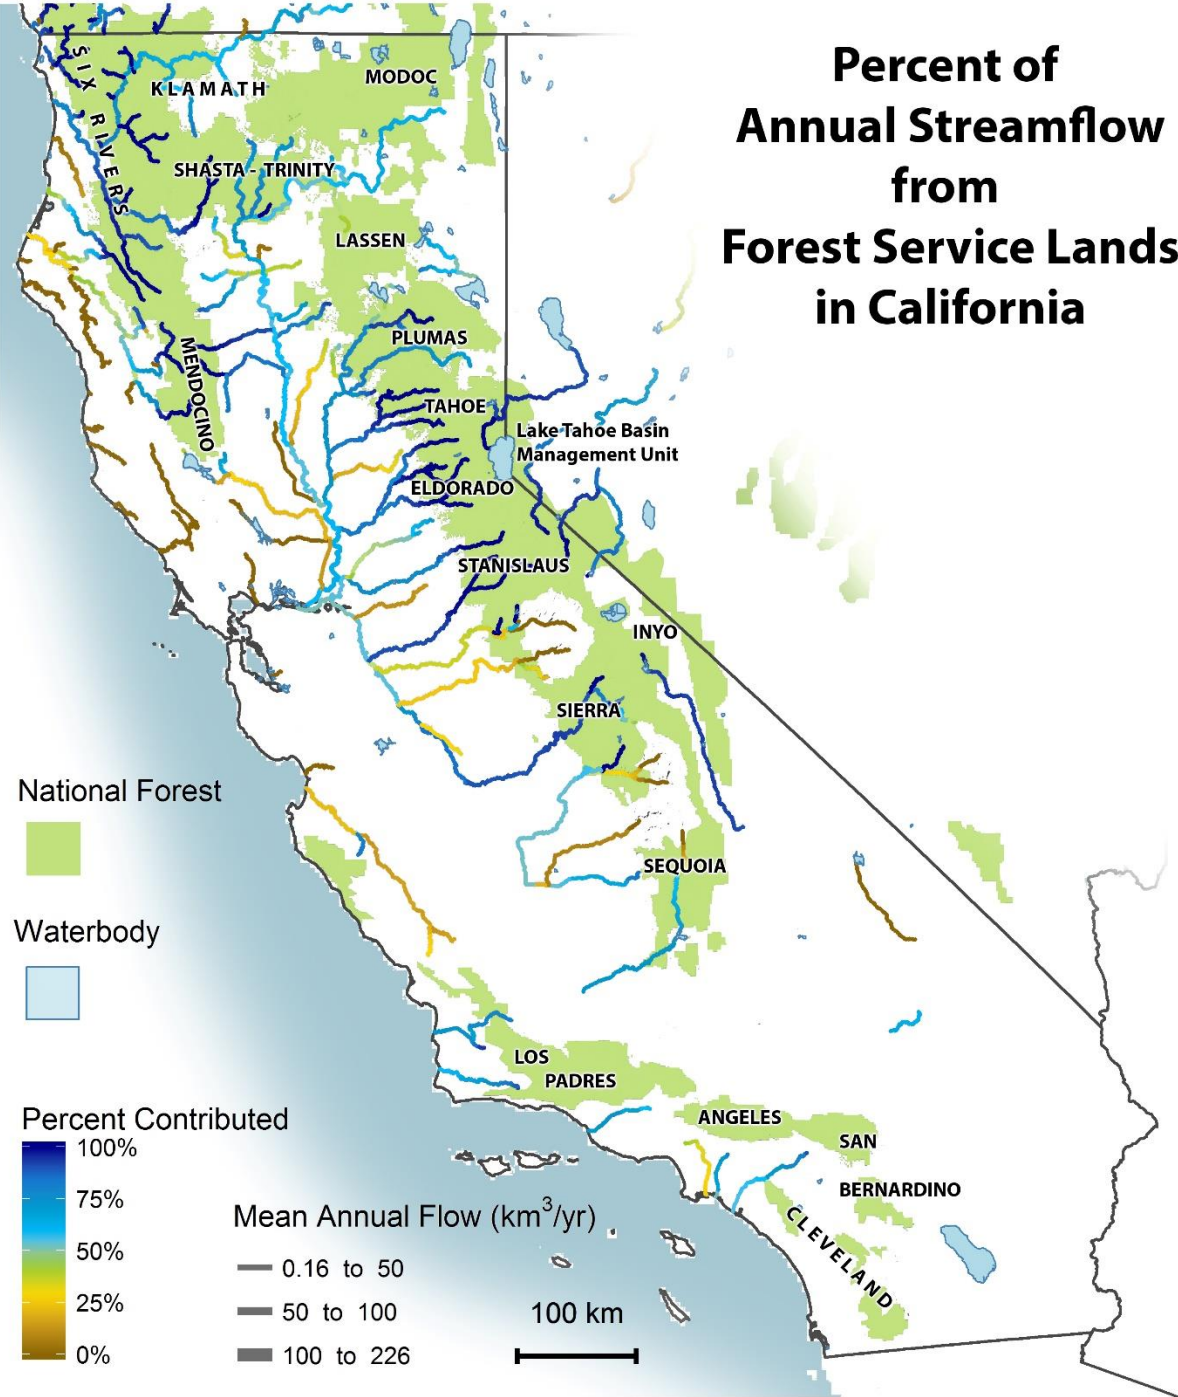 Percent of
Annual Streamflow
from
Forest Service Lands
in California
SIX RIVERS
KLAMATH
MODOC
SHASTA - TRINITY
LASSEN
PLUMAS
MENDOCINO
TAHOE
Lake Tahoe Basin
Management Unit
ELDORADO
STANISLAUS
INYO
SIERRA
SEQUOIA
LOS
PADRES
ANGELES
SAN
BERNARDINO
CLEVELAND
National Forest
Waterbody
Percent Contributed
100%
75%
50%
25%
0%
Mean Annual Flow (km³/yr)
0.16 to 50
50 to 100
100 to 226
100 km